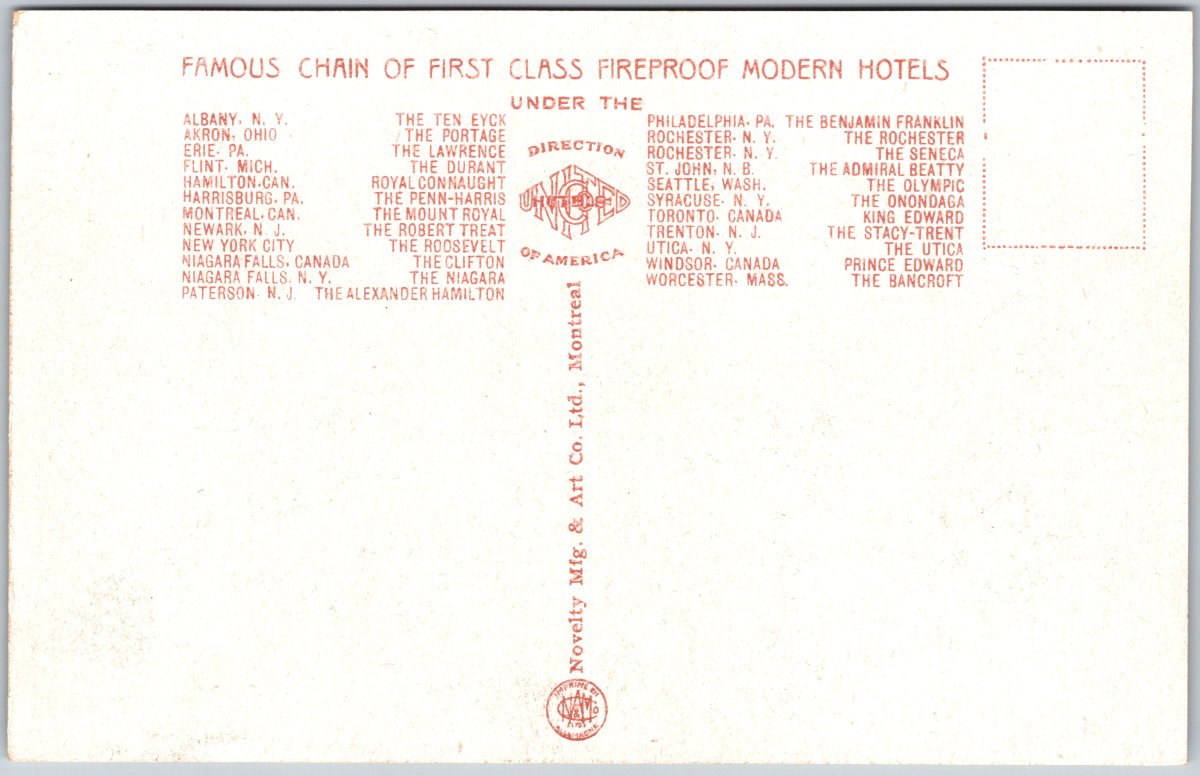 FAMOUS CHAIN OF FIRST CLASS FIREPROOF MODERN HOTELS
UNDER THE
ALBANY, N. Y. THE TEN EYCK
AKRON, OHIO THE PORTAGE
ERIE, PA. THE LAWRENCE
FLINT, MICH. THE DURANT
HAMILTON, CAN. ROYAL CONNAUGHT
HARRISBURG, PA. THE PENN-HARRIS
MONTREAL, CAN. THE MOUNT ROYAL
NEWARK, N. J. THE ROBERT TREAT
NEW YORK CITY THE ROOSEVELT
NIAGARA FALLS, CANADA THE CLIFTON
NIAGARA FALLS, N. Y. THE NIAGARA
PATERSON, N. J. THE ALEXANDER HAMILTON
DIRECTION
UNITED
HOTELS
CO
OF AMERICA
PHILADELPHIA, PA. THE BENJAMIN FRANKLIN
ROCHESTER, N. Y. THE ROCHESTER
ROCHESTER, N. Y. THE SENECA
ST. JOHN, N. B. THE ADMIRAL BEATTY
SEATTLE, WASH. THE OLYMPIC
SYRACUSE, N. Y. THE ONONDAGA
TORONTO, CANADA KING EDWARD
TRENTON, N. J. THE STACY-TRENT
UTICA, N. Y. THE UTICA
WINDSOR, CANADA PRINCE EDWARD
WORCESTER, MASS. THE BANCROFT
Novelty Mfg. & Art Co. Ltd., Montreal
IMPRIMÉ EN
ALLEMAGNE